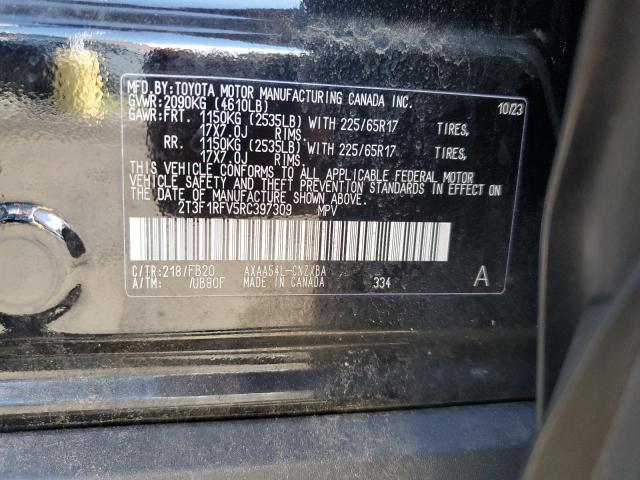 MFD.BY:TOYOTA MOTOR MANUFACTURING CANADA INC. 10/23
GVWR:2090KG (4610LB)
GAWR:FRT. 1150KG (2535LB) WITH 225/65R17 TIRES,
17X7.0J RIMS.
RR. 1150KG (2535LB) WITH 225/65R17 TIRES,
17X7.0J RIMS.
THIS VEHICLE CONFORMS TO ALL APPLICABLE FEDERAL MOTOR
VEHICLE SAFETY AND THEFT PREVENTION STANDARDS IN EFFECT ON
THE DATE OF MANUFACTURE SHOWN ABOVE.
2T3F1RFV5RC397309 MPV
C/TR:218/FB20 AXAA54L-CNZXBA
A/TM: /UB80F MADE IN CANADA 334 A